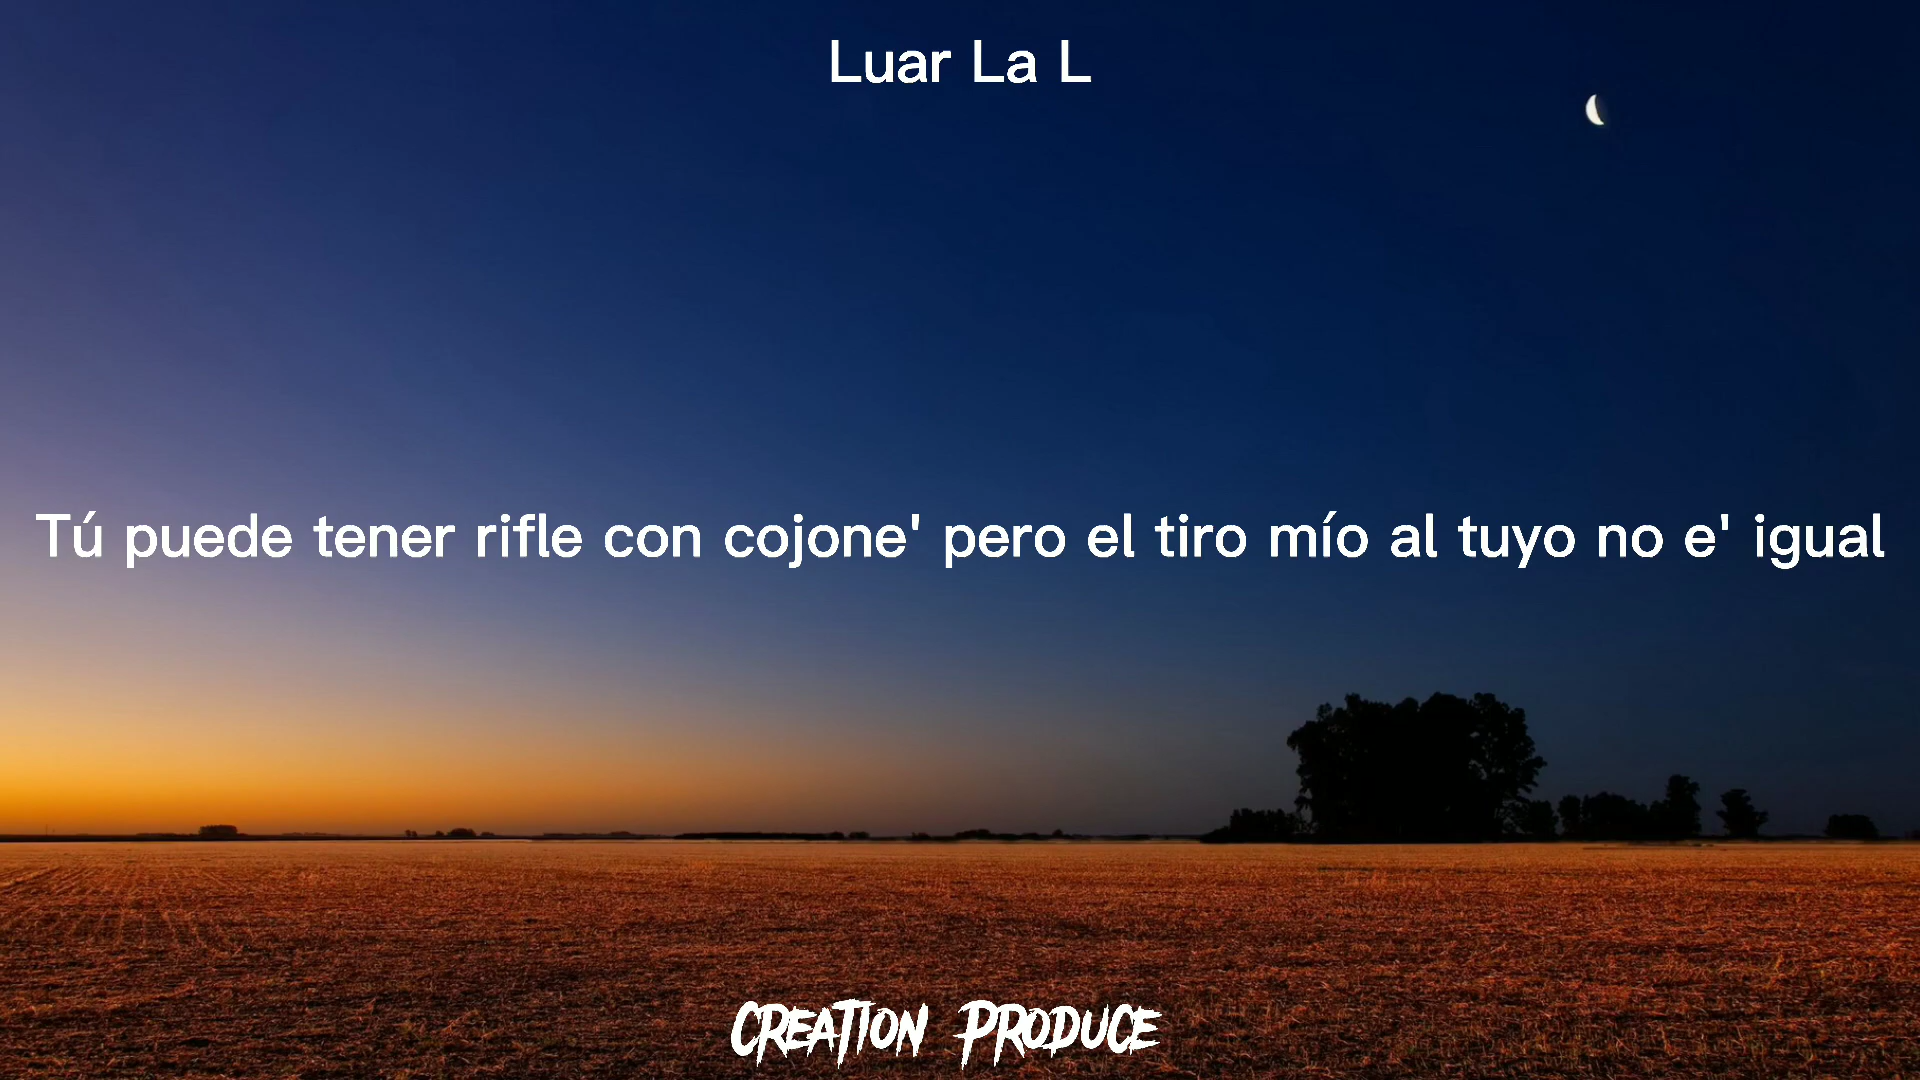 Luar La L
Tú puede tener rifle con cojone' pero el tiro mío al tuyo no e' igual
CREATION PRODUCE